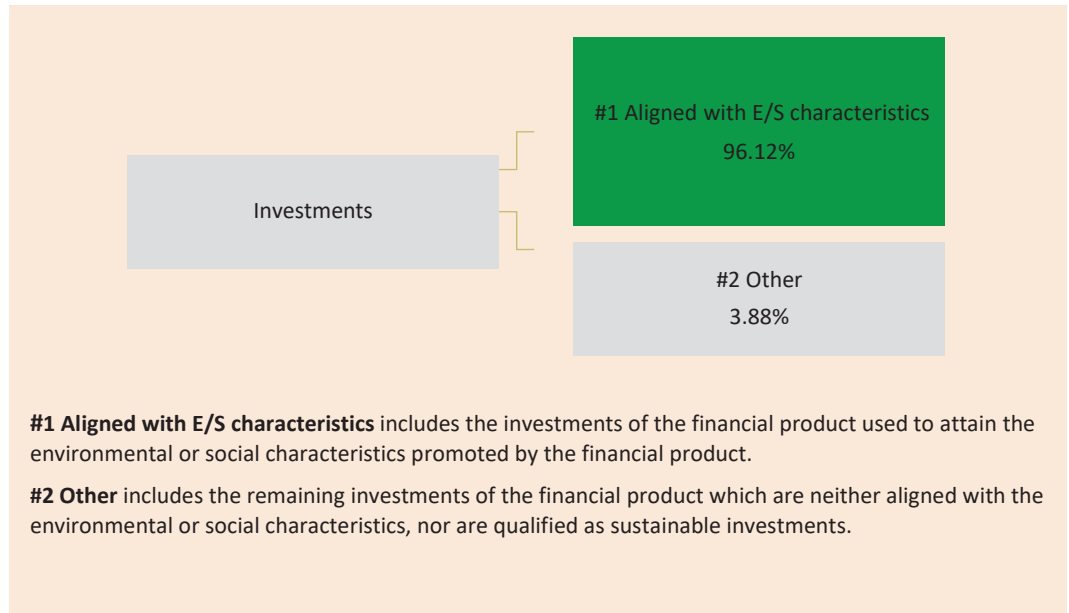 #1 Aligned with E/S characteristics
96.12%
Investments
#2 Other
3.88%
#1 Aligned with E/S characteristics includes the investments of the financial product used to attain the
environmental or social characteristics promoted by the financial product.
#2 Other includes the remaining investments of the financial product which are neither aligned with the
environmental or social characteristics, nor are qualified as sustainable investments.